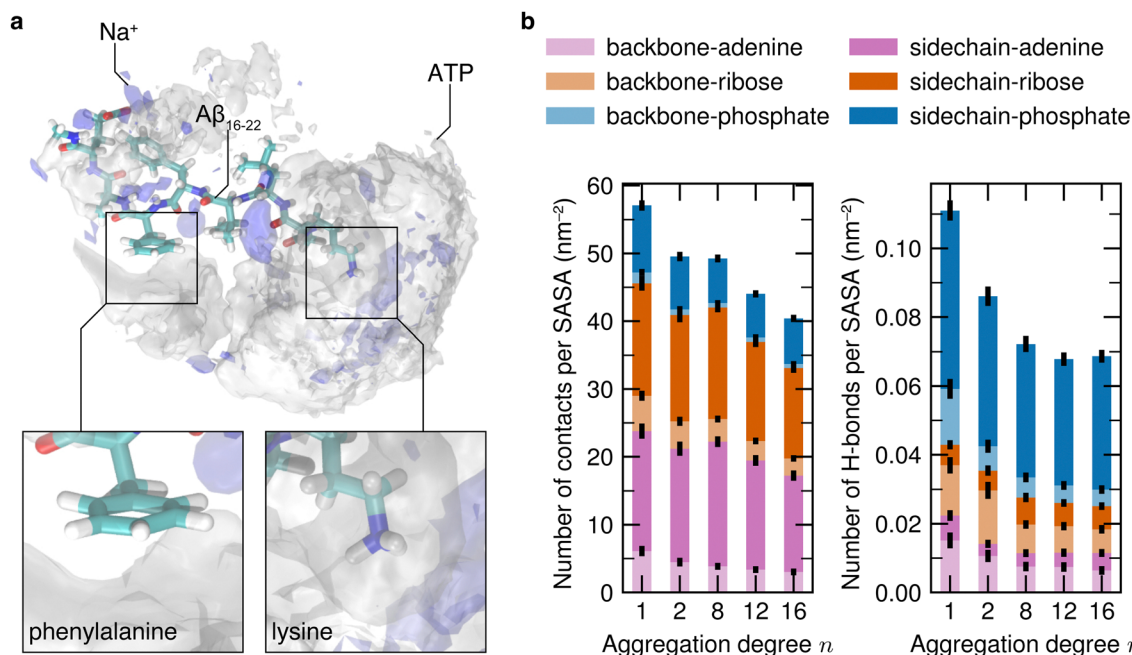 a
Na⁺
Aβ₁₆₋₂₂
ATP
phenylalanine
lysine
b
backbone-adenine
backbone-ribose
backbone-phosphate
sidechain-adenine
sidechain-ribose
sidechain-phosphate
Number of contacts per SASA (nm⁻²)
60
50
40
30
20
10
0
1 2 8 12 16
Aggregation degree n
Number of H-bonds per SASA (nm⁻²)
0.10
0.08
0.06
0.04
0.02
0.00
1 2 8 12 16
Aggregation degree n